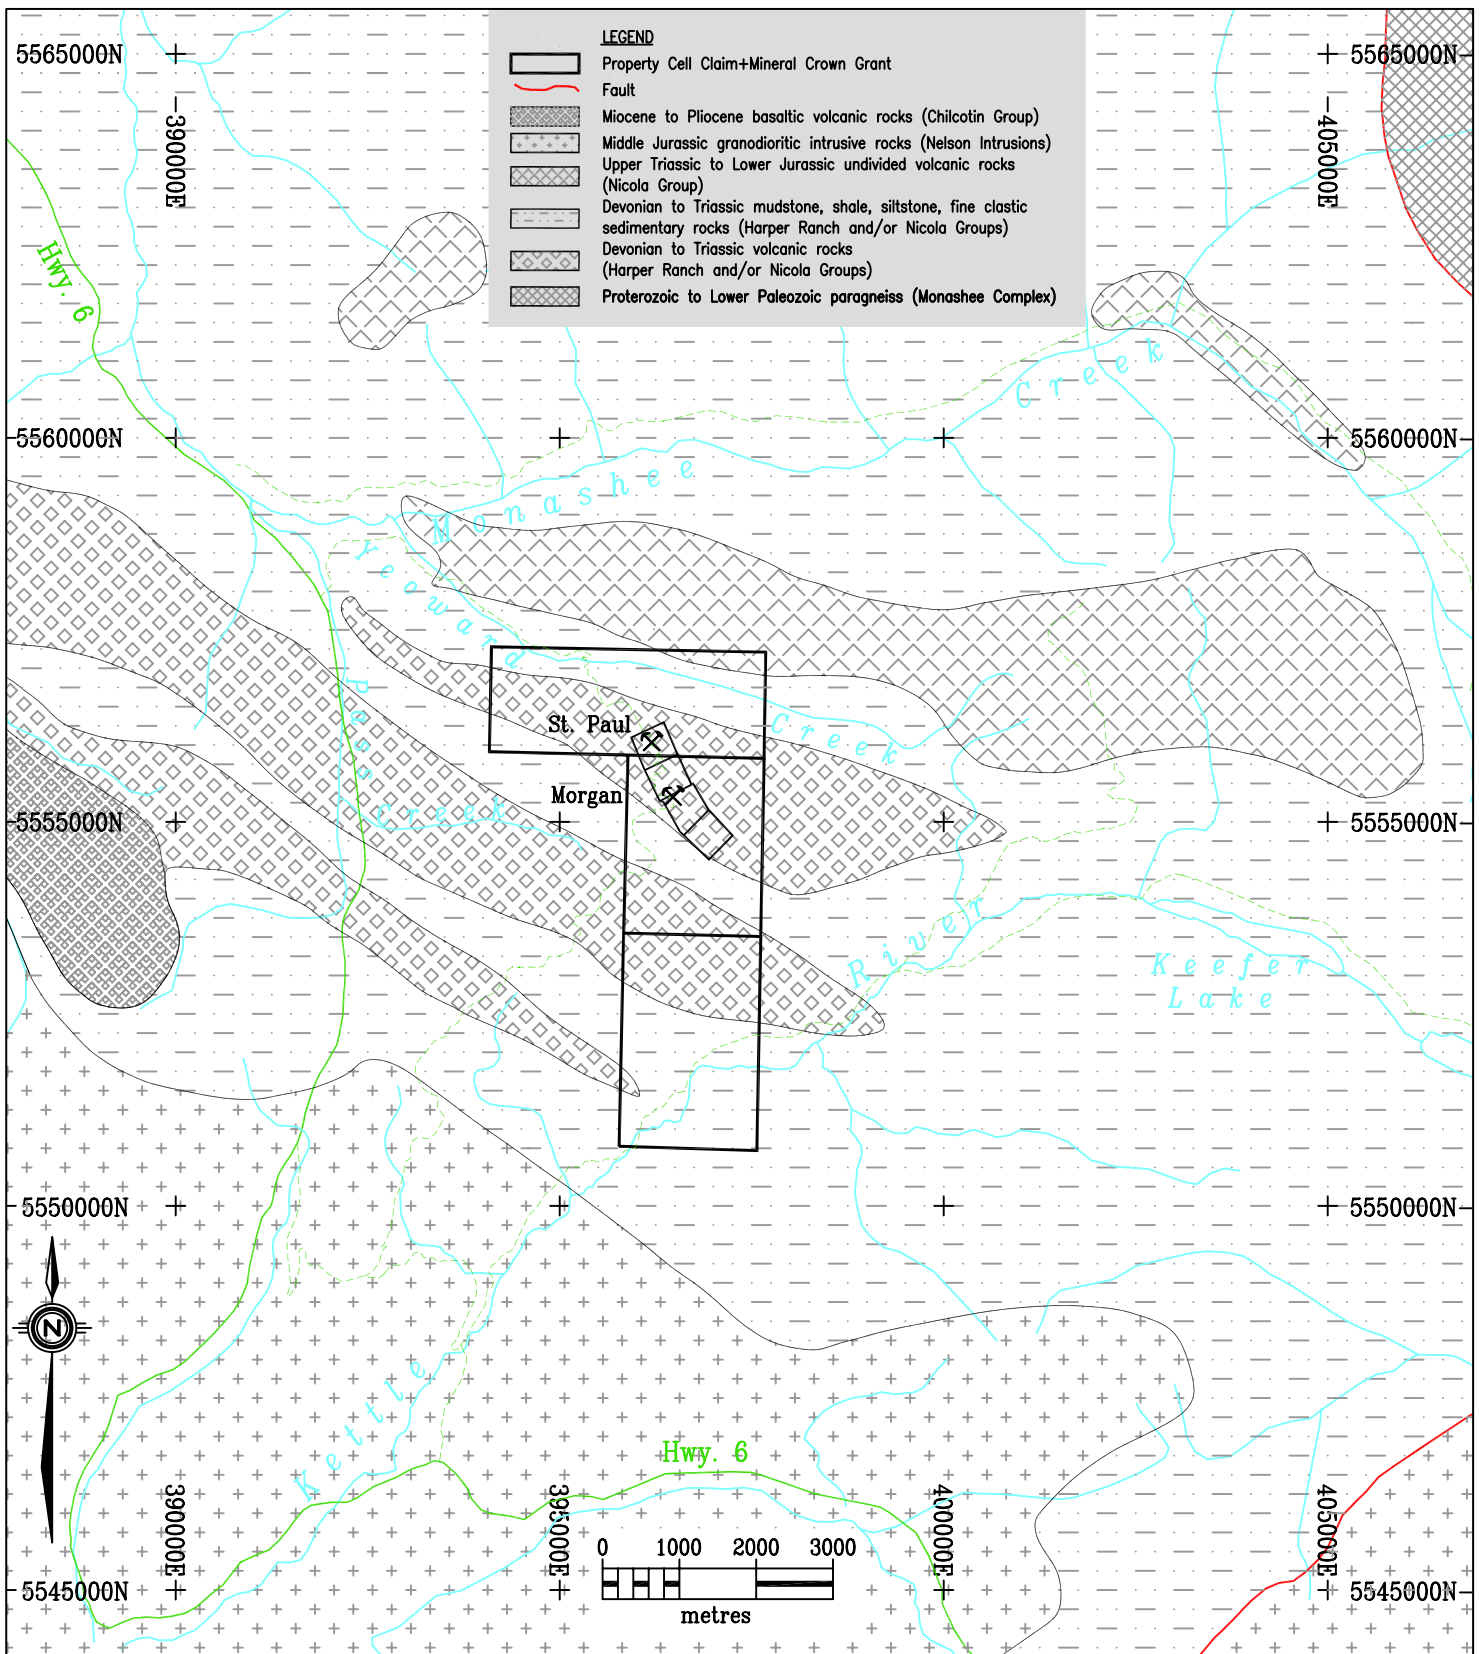 LEGEND
Property Cell Claim+Mineral Crown Grant
Fault
Miocene to Pliocene basaltic volcanic rocks (Chilcotin Group)
Middle Jurassic granodioritic intrusive rocks (Nelson Intrusions)
Upper Triassic to Lower Jurassic undivided volcanic rocks
(Nicola Group)
Devonian to Triassic mudstone, shale, siltstone, fine clastic
sedimentary rocks (Harper Ranch and/or Nicola Groups)
Devonian to Triassic volcanic rocks
(Harper Ranch and/or Nicola Groups)
Proterozoic to Lower Paleozoic paragneiss (Monashee Complex)
5565000N
5565000N
390000E
405000E
Hwy. 6
Monashee Creek
5560000N
5560000N
Yeoward Creek
Pass Creek
St. Paul
Morgan
5555000N
5555000N
Kettle River
Keefer
Lake
5550000N
5550000N
N
Hwy. 6
390000E
395000E
400000E
405000E
0 1000 2000 3000
metres
5545000N
5545000N